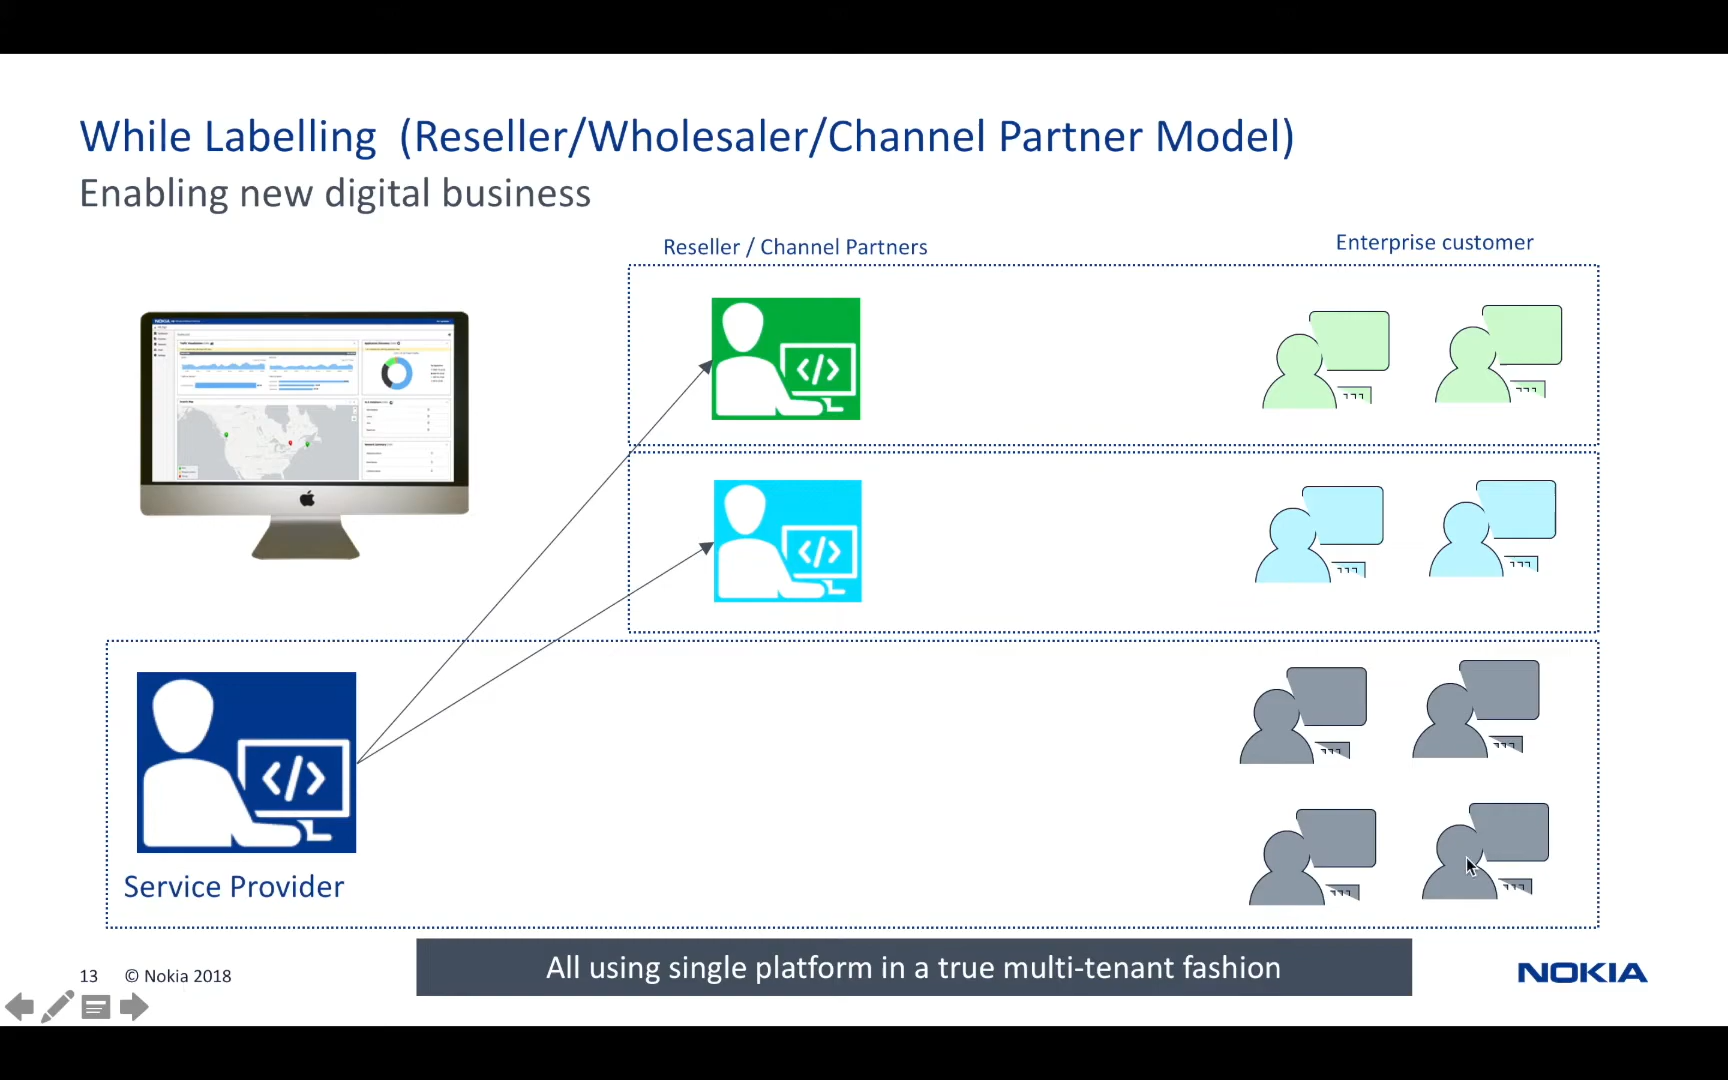 While Labelling (Reseller/Wholesaler/Channel Partner Model)
Enabling new digital business
Reseller / Channel Partners
Enterprise customer
NOKIA
</>
</>
</>
Service Provider
All using single platform in a true multi-tenant fashion
13 © Nokia 2018
NOKIA